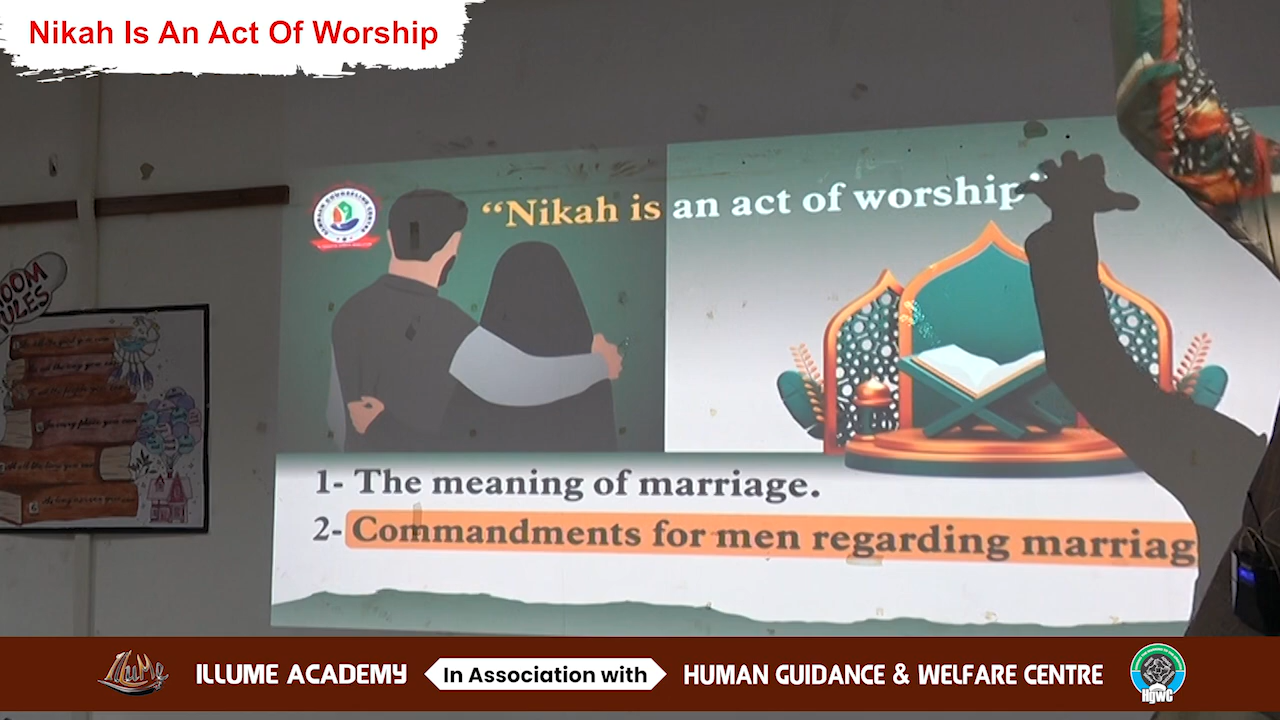 Nikah Is An Act Of Worship
“Nikah is an act of worship”
1- The meaning of marriage.
2- Commandments for men regarding marriag
ILLUME ACADEMY In Association with HUMAN GUIDANCE & WELFARE CENTRE
HgWC